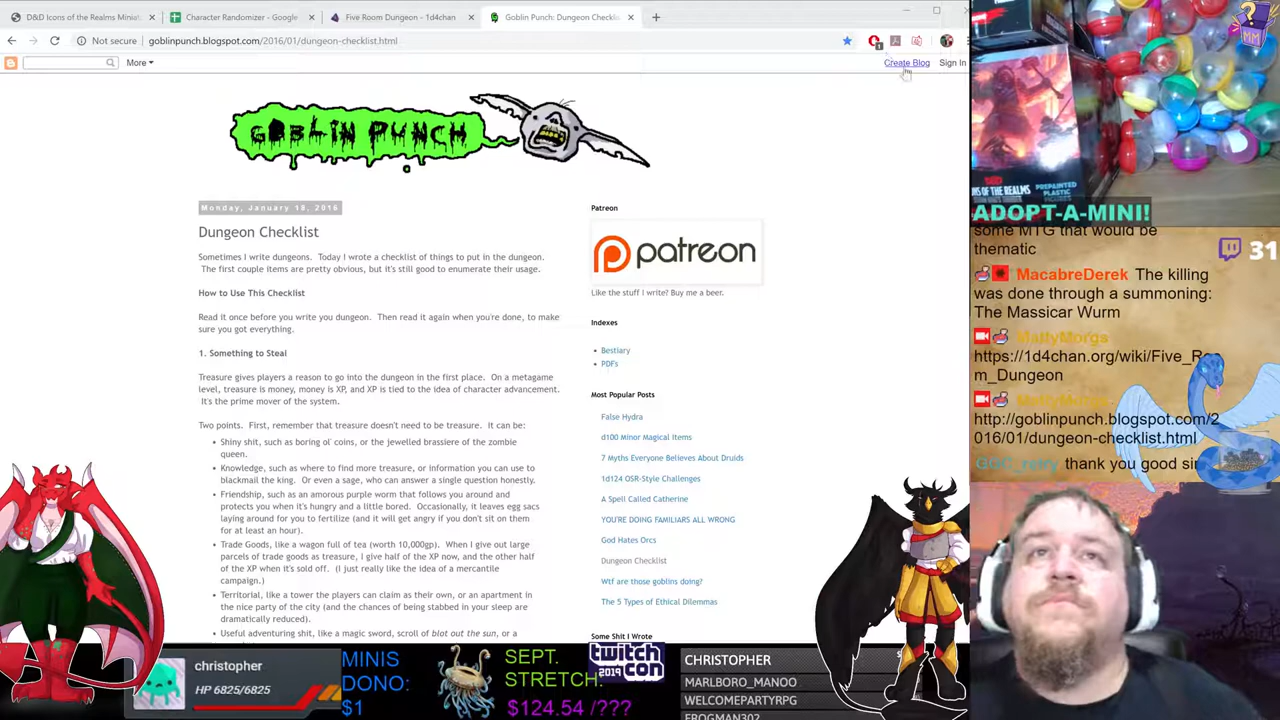 D&D Icons of the Realms Miniat
Character Randomizer - Google
Five Room Dungeon - 1d4chan
Goblin Punch: Dungeon Checklis
Not secure
goblinpunch.blogspot.com/2016/01/dungeon-checklist.html
More
Create Blog
Sign In
GOBLIN PUNCH
Monday, January 18, 2016
Dungeon Checklist
Sometimes I write dungeons. Today I wrote a checklist of things to put in the dungeon.
The first couple items are pretty obvious, but it's still good to enumerate their usage.
How to Use This Checklist
Read it once before you write you dungeon. Then read it again when you're done, to make
sure you got everything.
1. Something to Steal
Treasure gives players a reason to go into the dungeon in the first place. On a metagame
level, treasure is money, money is XP, and XP is tied to the idea of character advancement.
It's the prime mover of the system.
Two points. First, remember that treasure doesn't need to be treasure. It can be:
Shiny shit, such as boring ol' coins, or the jewelled brassiere of the zombie
queen.
Knowledge, such as where to find more treasure, or information you can use to
blackmail the king. Or even a sage, who can answer a single question honestly.
Friendship, such as an amorous purple worm that follows you around and
protects you when it's hungry and a little bored. Occasionally, it leaves egg sacs
laying around for you to fertilize (and it will get angry if you don't sit on them
for at least an hour).
Trade Goods, like a wagon full of tea (worth 10,000gp). When I give out large
parcels of trade goods as treasure, I give half of the XP now, and the other half
of the XP when it's sold off. (I just really like the idea of a mercantile
campaign.)
Territorial, like a tower the players can claim as their own, or an apartment in
the nice party of the city (and the chances of being stabbed in your sleep are
dramatically reduced).
Useful adventuring shit, like a magic sword, scroll of blot out the sun, or a
Patreon
patreon
Like the stuff I write? Buy me a beer.
Indexes
Bestiary
PDFs
Most Popular Posts
False Hydra
d100 Minor Magical Items
7 Myths Everyone Believes About Druids
1d124 OSR-Style Challenges
A Spell Called Catherine
YOU'RE DOING FAMILIARS ALL WRONG
God Hates Orcs
Dungeon Checklist
Wtf are those goblins doing?
The 5 Types of Ethical Dilemmas
Some Shit I Wrote
MM
NS OF THE REALMS
PREPAINTED
PLASTIC
ADOPT-A-MINI!
31
some MTG that would be
thematic
MacabreDerek The killing
was done through a summoning:
The Massicar Wurm
MattyMorgs
https://1d4chan.org/wiki/Five_Roo
m_Dungeon
MattyMorgs
http://goblinpunch.blogspot.com/2
016/01/dungeon-checklist.html
thank you good sir
christopher
HP 6825/6825
MINIS
DONO:
$1
SEPT.
STRETCH:
$124.54 /???
twitch
con
2019
CHRISTOPHER
MARLBORO_MANOO
WELCOMEPARTYRPG
FROGMAN302